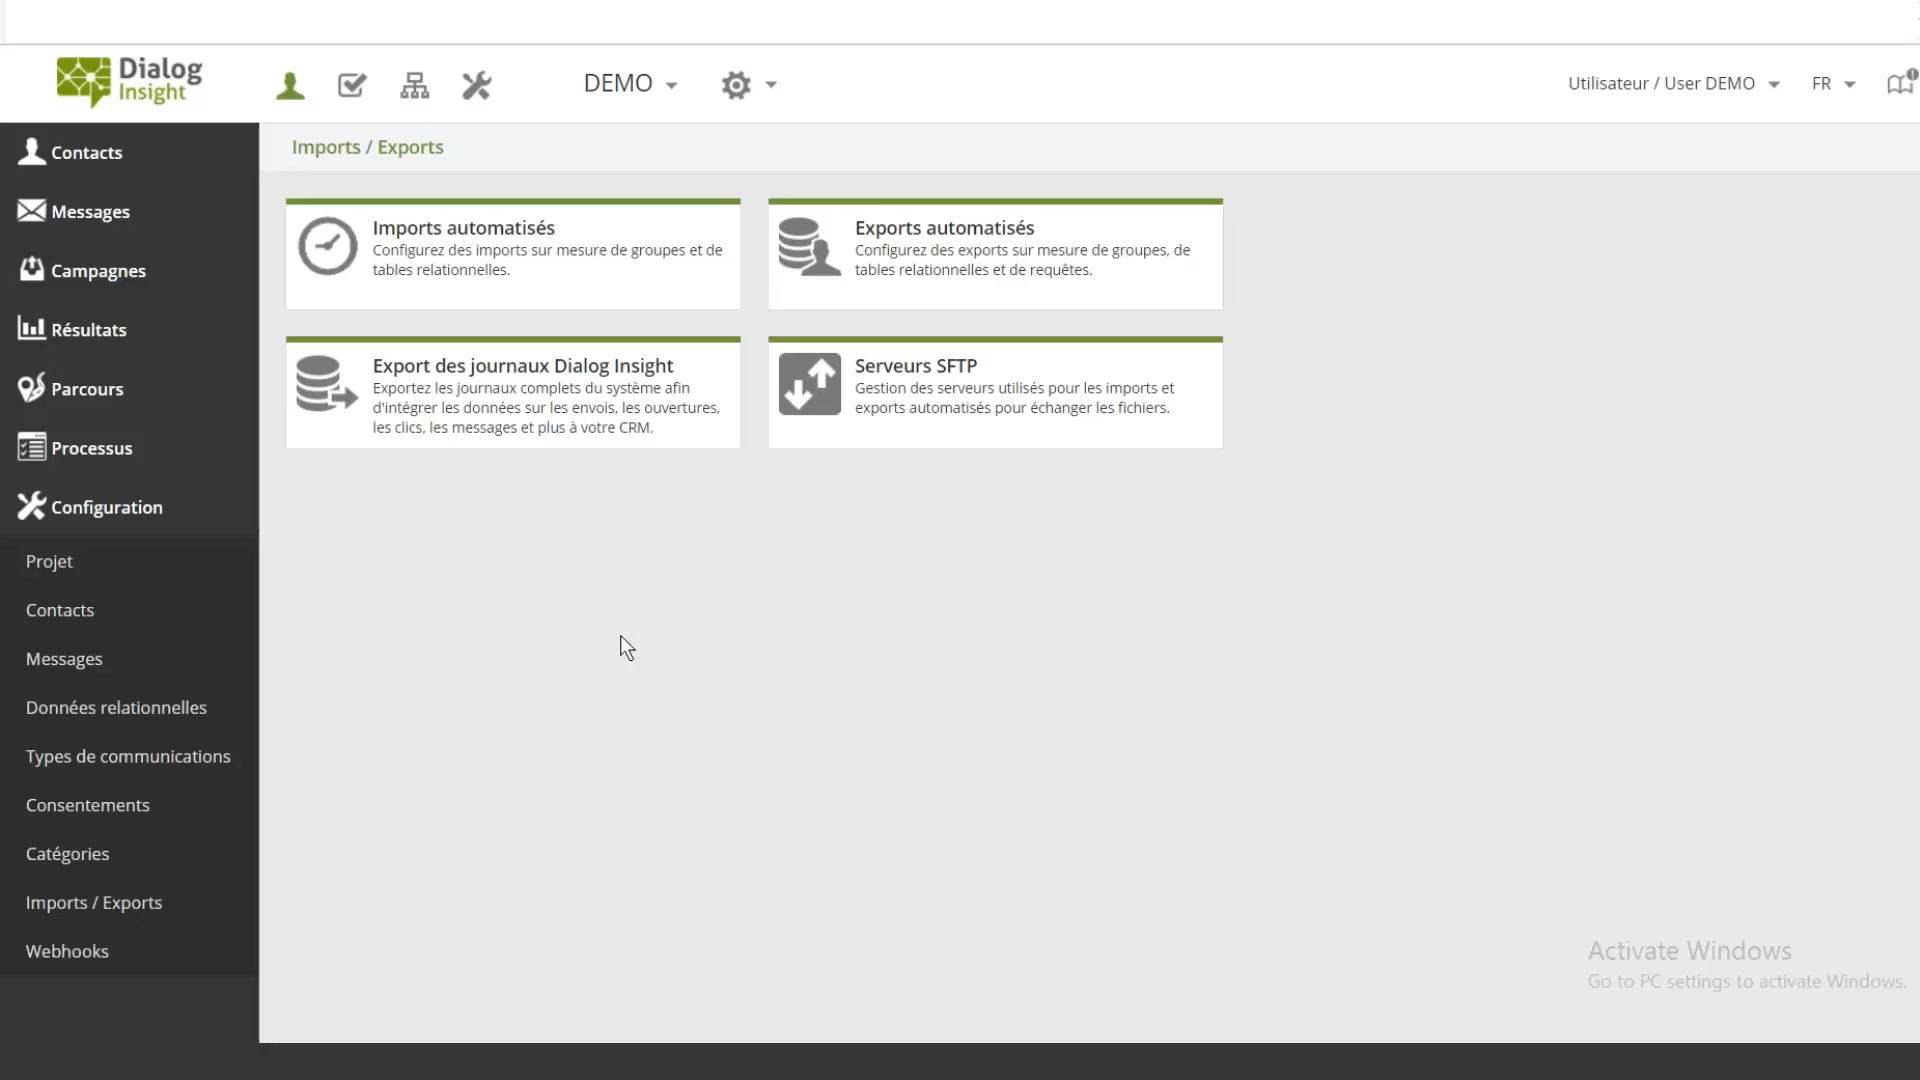 Dialog
Insight
DEMO
Utilisateur / User DEMO
FR
Contacts
Messages
Campagnes
Résultats
Parcours
Processus
Configuration
Projet
Contacts
Messages
Données relationnelles
Types de communications
Consentements
Catégories
Imports / Exports
Webhooks
Imports / Exports
Imports automatisés
Configurez des imports sur mesure de groupes et de
tables relationnelles.
Exports automatisés
Configurez des exports sur mesure de groupes, de
tables relationnelles et de requêtes.
Export des journaux Dialog Insight
Exportez les journaux complets du système afin
d'intégrer les données sur les envois, les ouvertures,
les clics, les messages et plus à votre CRM.
Serveurs SFTP
Gestion des serveurs utilisés pour les imports et
exports automatisés pour échanger les fichiers.
Activate Windows
Go to PC settings to activate Windows.